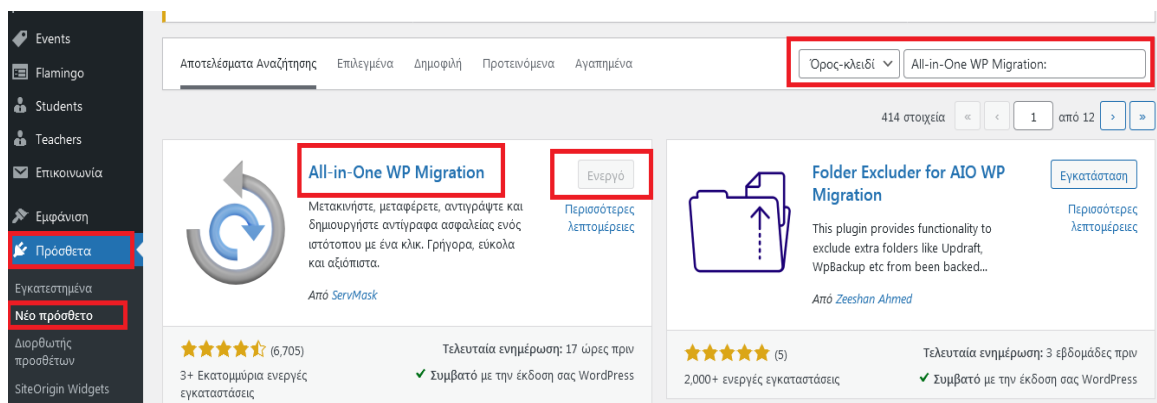 Events
Flamingo
Students
Teachers
Επικοινωνία
Εμφάνιση
Πρόσθετα
Εγκατεστημένα
Νέο πρόσθετο
Διορθωτής
προσθέτων
SiteOrigin Widgets
Αποτελέσματα Αναζήτησης Επιλεγμένα Δημοφιλή Προτεινόμενα Αγαπημένα
Όρος-κλειδί All-in-One WP Migration:
414 στοιχεία « ‹ 1 από 12 › »
All-in-One WP Migration
Ενεργό
Μετακινήστε, μεταφέρετε, αντιγράψτε και
δημιουργήστε αντίγραφα ασφαλείας ενός
ιστότοπου με ένα κλικ. Γρήγορα, εύκολα
και αξιόπιστα.
Από ServMask
Περισσότερες
λεπτομέρειες
(6,705)
3+ Εκατομμύρια ενεργές
εγκαταστάσεις
Τελευταία ενημέρωση: 17 ώρες πριν
✔ Συμβατό με την έκδοση σας WordPress
Folder Excluder for AIO WP
Migration
Εγκατάσταση
This plugin provides functionality to
exclude extra folders like Updraft,
WpBackup etc from been backed...
Από Zeeshan Ahmed
Περισσότερες
λεπτομέρειες
(5)
2,000+ ενεργές εγκαταστάσεις
Τελευταία ενημέρωση: 3 εβδομάδες πριν
✔ Συμβατό με την έκδοση σας WordPress